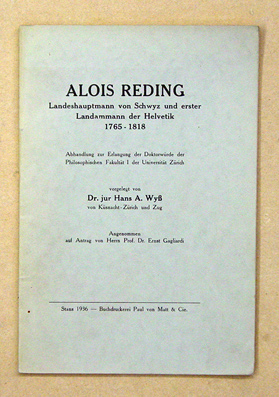 ALOIS REDING
Landeshauptmann von Schwyz und erster
Landammann der Helvetik
1765-1818
Abhandlung zur Erlangung der Doktorwürde der
Philosophischen Fakultät I der Universität Zürich
vorgelegt von
Dr. jur Hans A. Wyß
von Küsnacht-Zürich und Zug
Angenommen
auf Antrag von Herrn Prof. Dr. Ernst Gagliardi
Stans 1936 — Buchdruckerei Paul von Matt & Cie.